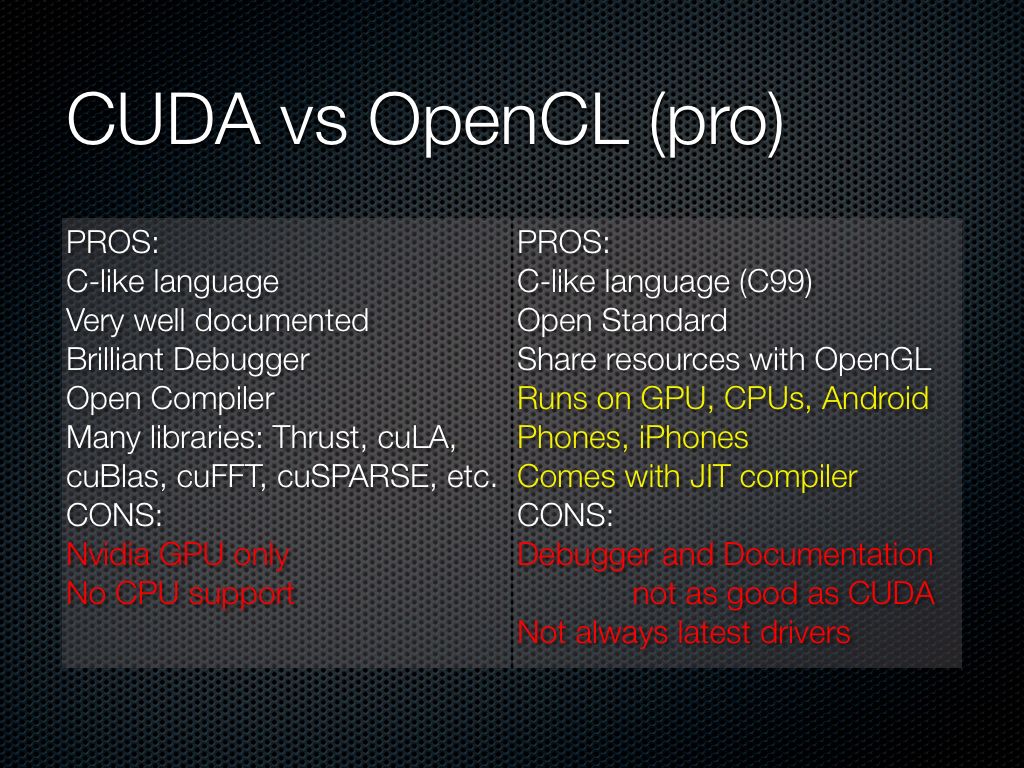 CUDA vs OpenCL (pro)
PROS:
C-like language
Very well documented
Brilliant Debugger
Open Compiler
Many libraries: Thrust, cuLA,
cuBlas, cuFFT, cuSPARSE, etc.
CONS:
Nvidia GPU only
No CPU support
PROS:
C-like language (C99)
Open Standard
Share resources with OpenGL
Runs on GPU, CPUs, Android
Phones, iPhones
Comes with JIT compiler
CONS:
Debugger and Documentation
not as good as CUDA
Not always latest drivers